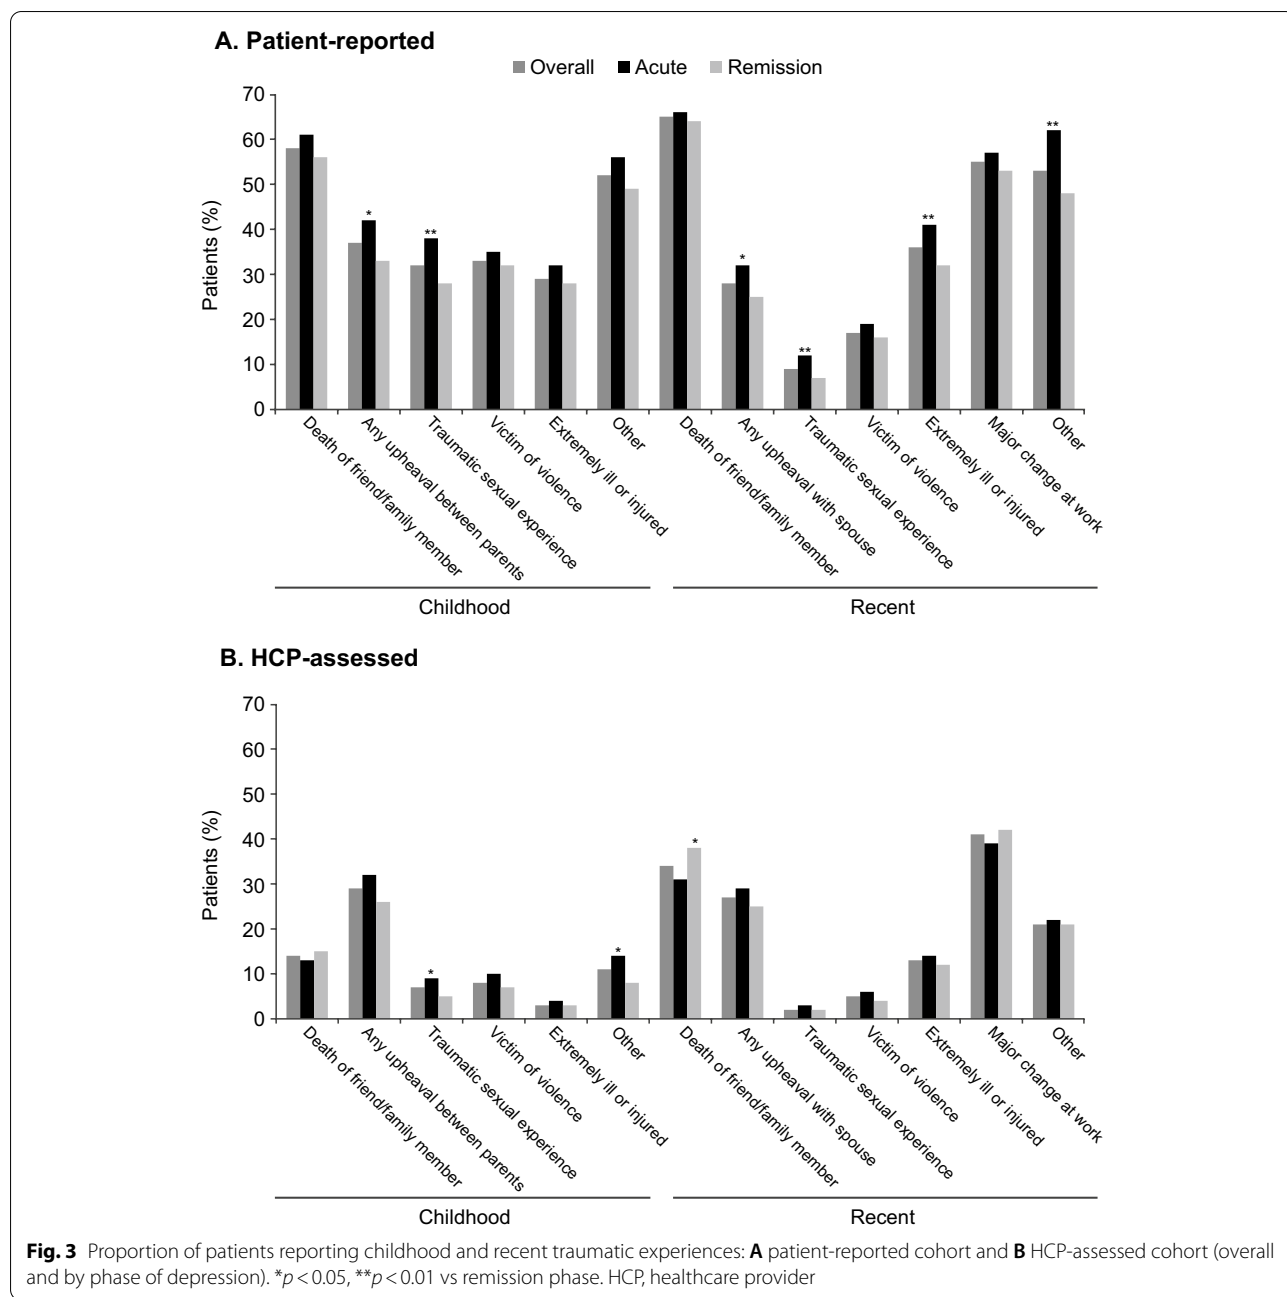 A. Patient-reported
Overall Acute Remission
Patients (%)
70
60
50
40
30
20
10
0
*
**
*
**
**
**
Death of friend/family member
Any upheaval between parents
Traumatic sexual experience
Victim of violence
Extremely ill or injured
Other
Death of friend/family member
Any upheaval with spouse
Traumatic sexual experience
Victim of violence
Extremely ill or injured
Major change at work
Other
Childhood
Recent
B. HCP-assessed
Patients (%)
70
60
50
40
30
20
10
0
*
*
*
Death of friend/family member
Any upheaval between parents
Traumatic sexual experience
Victim of violence
Extremely ill or injured
Other
Death of friend/family member
Any upheaval with spouse
Traumatic sexual experience
Victim of violence
Extremely ill or injured
Major change at work
Other
Childhood
Recent
Fig. 3 Proportion of patients reporting childhood and recent traumatic experiences: A patient-reported cohort and B HCP-assessed cohort (overall
and by phase of depression). *p < 0.05, **p < 0.01 vs remission phase. HCP, healthcare provider